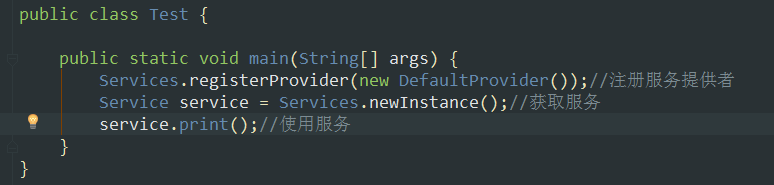 public class Test {
public static void main(String[] args) {
Services.registerProvider(new DefaultProvider());//注册服务提供者
Service service = Services.newInstance();//获取服务
service.print();//使用服务
}
}